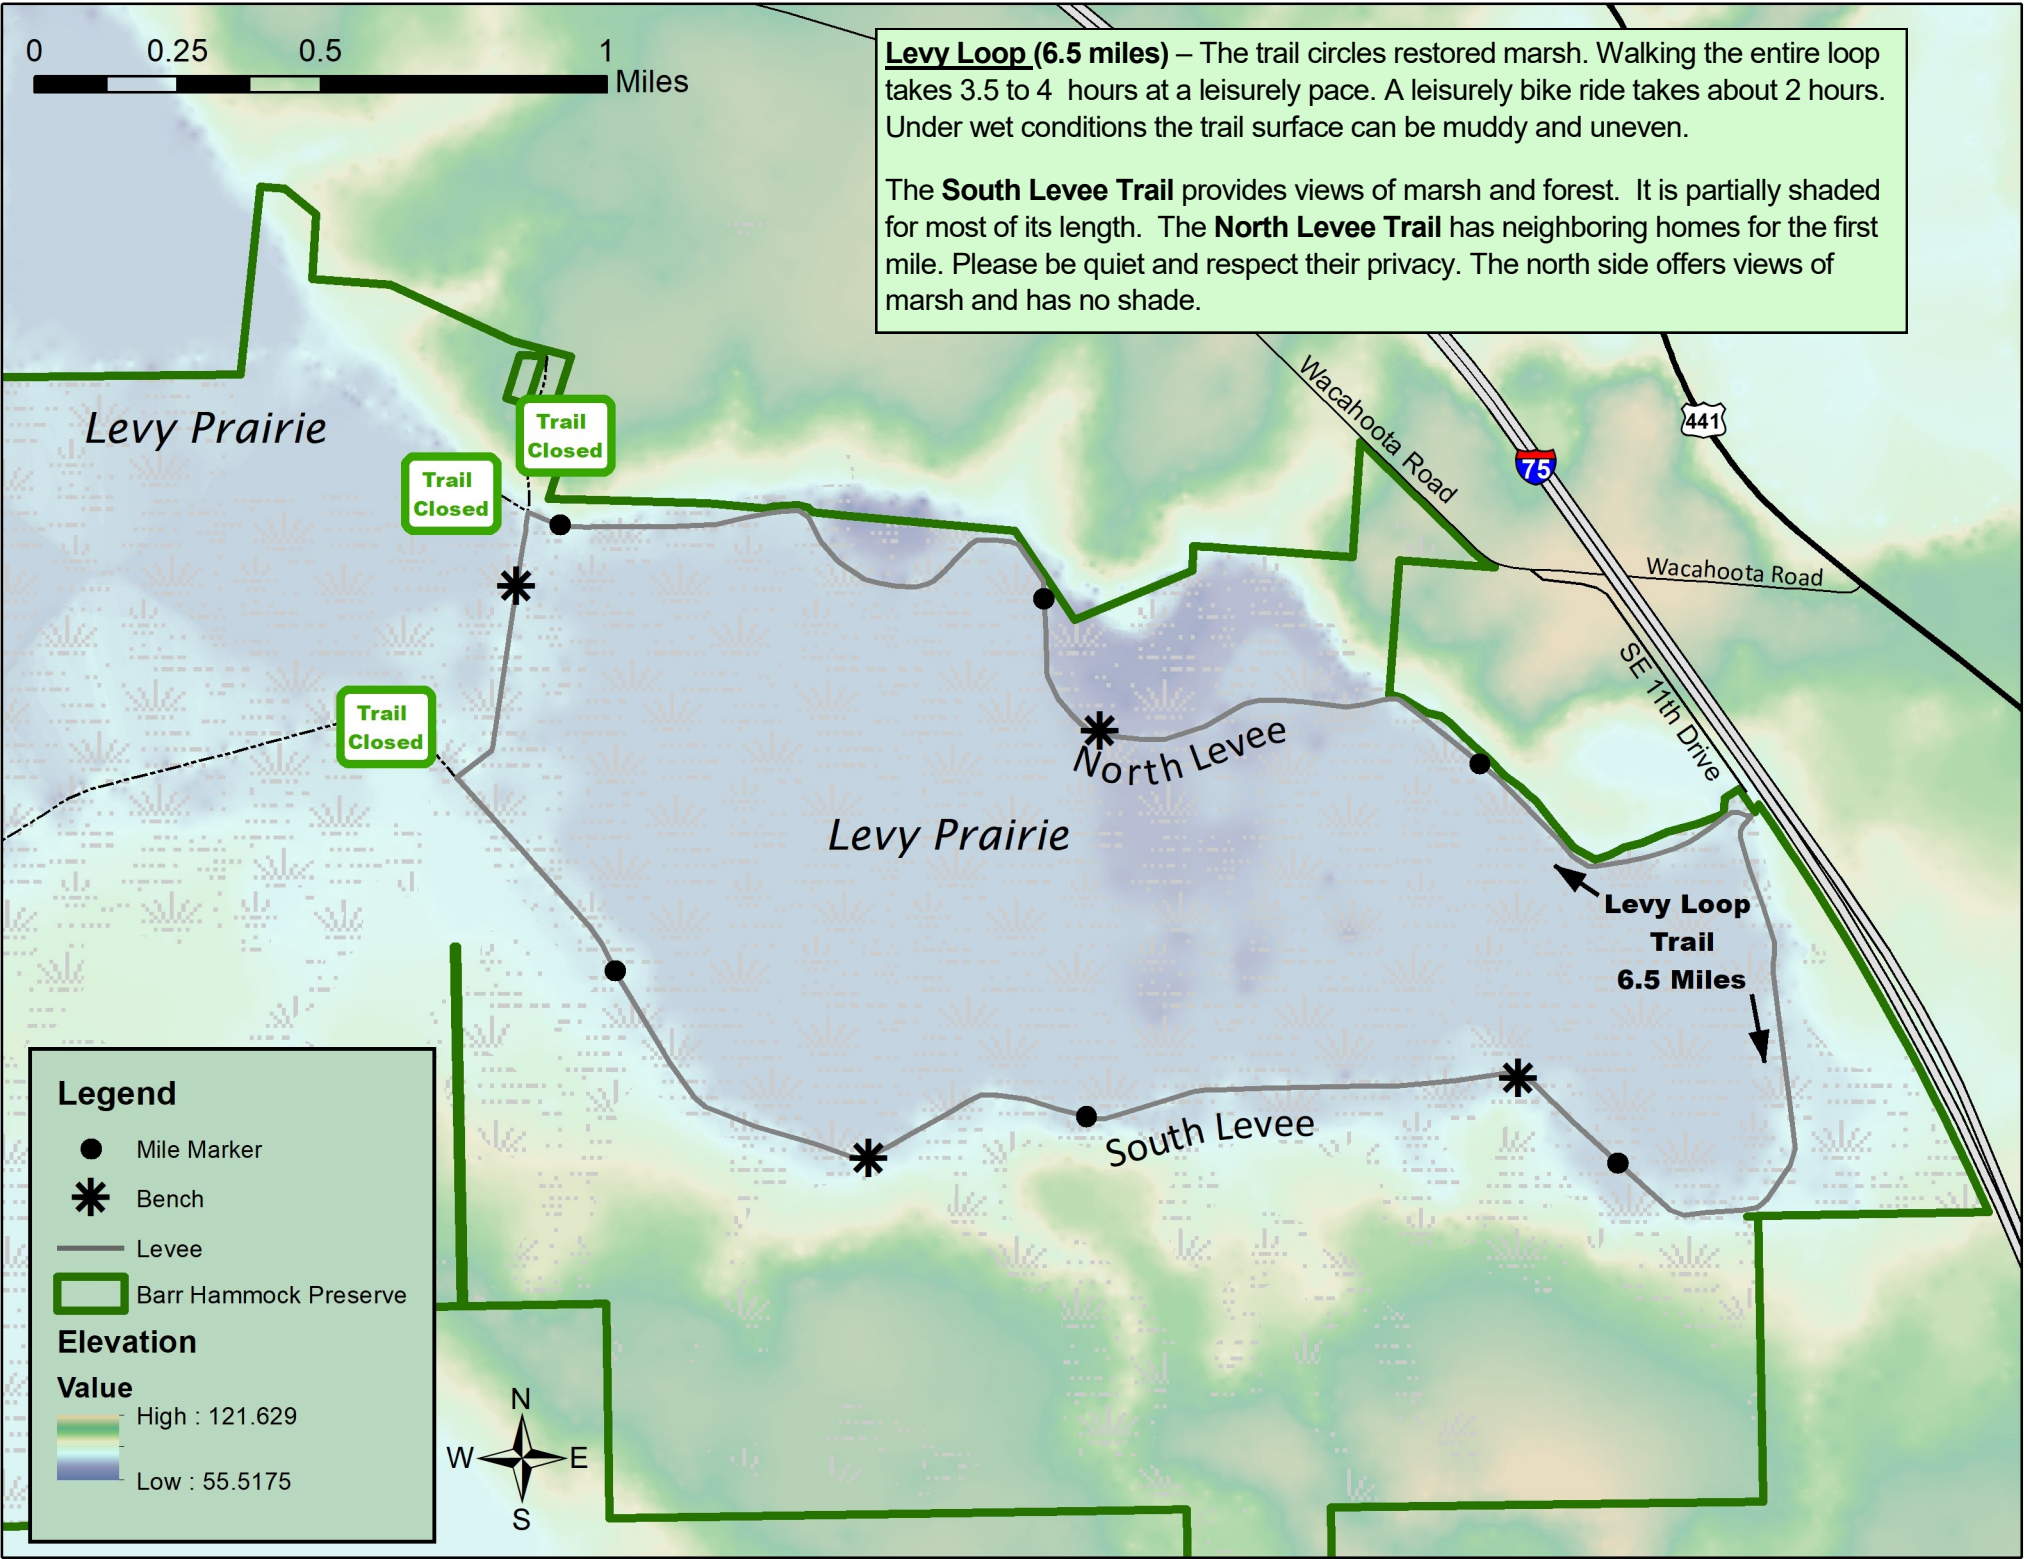 0 0.25 0.5 1
Miles
Levy Loop (6.5 miles) – The trail circles restored marsh. Walking the entire loop
takes 3.5 to 4 hours at a leisurely pace. A leisurely bike ride takes about 2 hours.
Under wet conditions the trail surface can be muddy and uneven.
The South Levee Trail provides views of marsh and forest. It is partially shaded
for most of its length. The North Levee Trail has neighboring homes for the first
mile. Please be quiet and respect their privacy. The north side offers views of
marsh and has no shade.
Wacahoota Road
441
75
Levy Prairie
Trail
Closed
Trail
Closed
Wacahoota Road
SE 11th Drive
Trail
Closed
North Levee
Levy Prairie
Levy Loop
Trail
6.5 Miles
South Levee
Legend
Mile Marker
Bench
Levee
Barr Hammock Preserve
Elevation
Value
High : 121.629
Low : 55.5175
N
W E
S